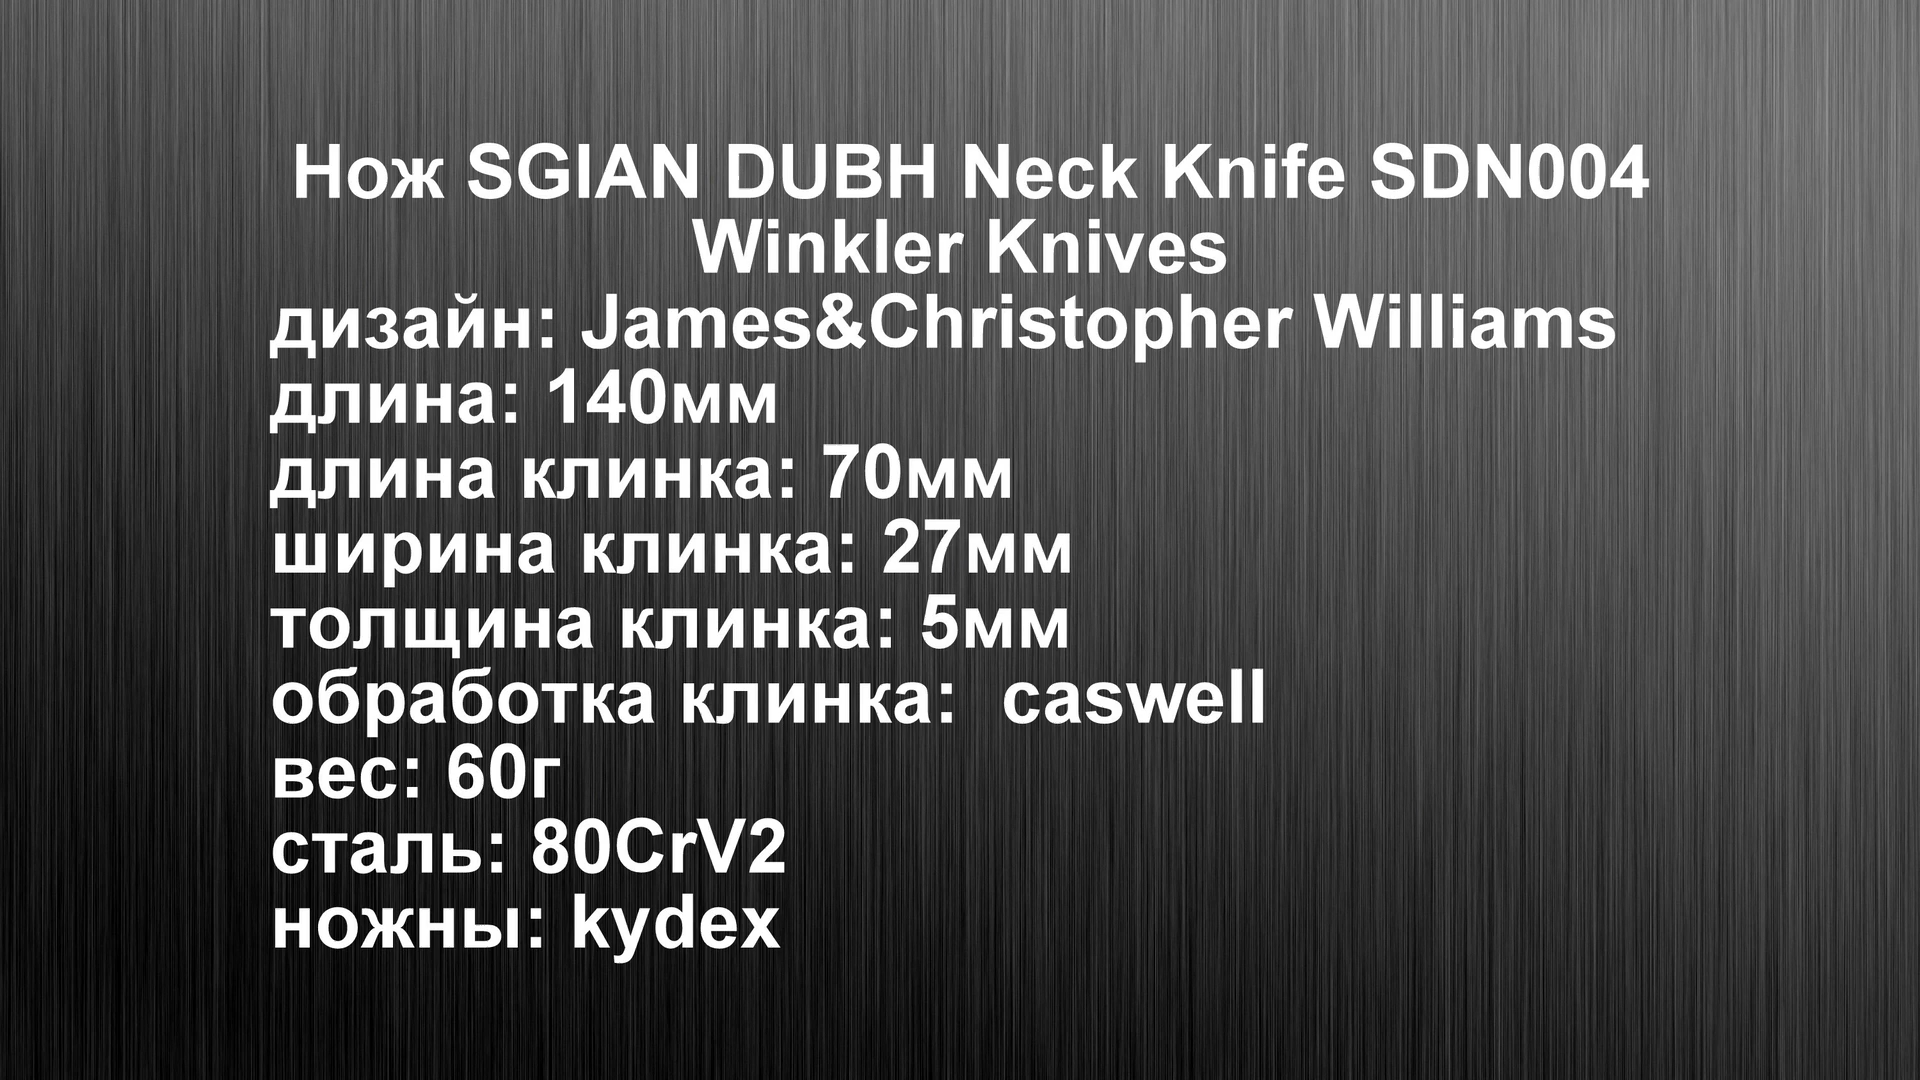 Нож SGIAN DUBH Neck Knife SDN004
Winkler Knives
дизайн: James&Christopher Williams
длина: 140мм
длина клинка: 70мм
ширина клинка: 27мм
толщина клинка: 5мм
обработка клинка:  caswell
вес: 60г
сталь: 80CrV2
ножны: kydex